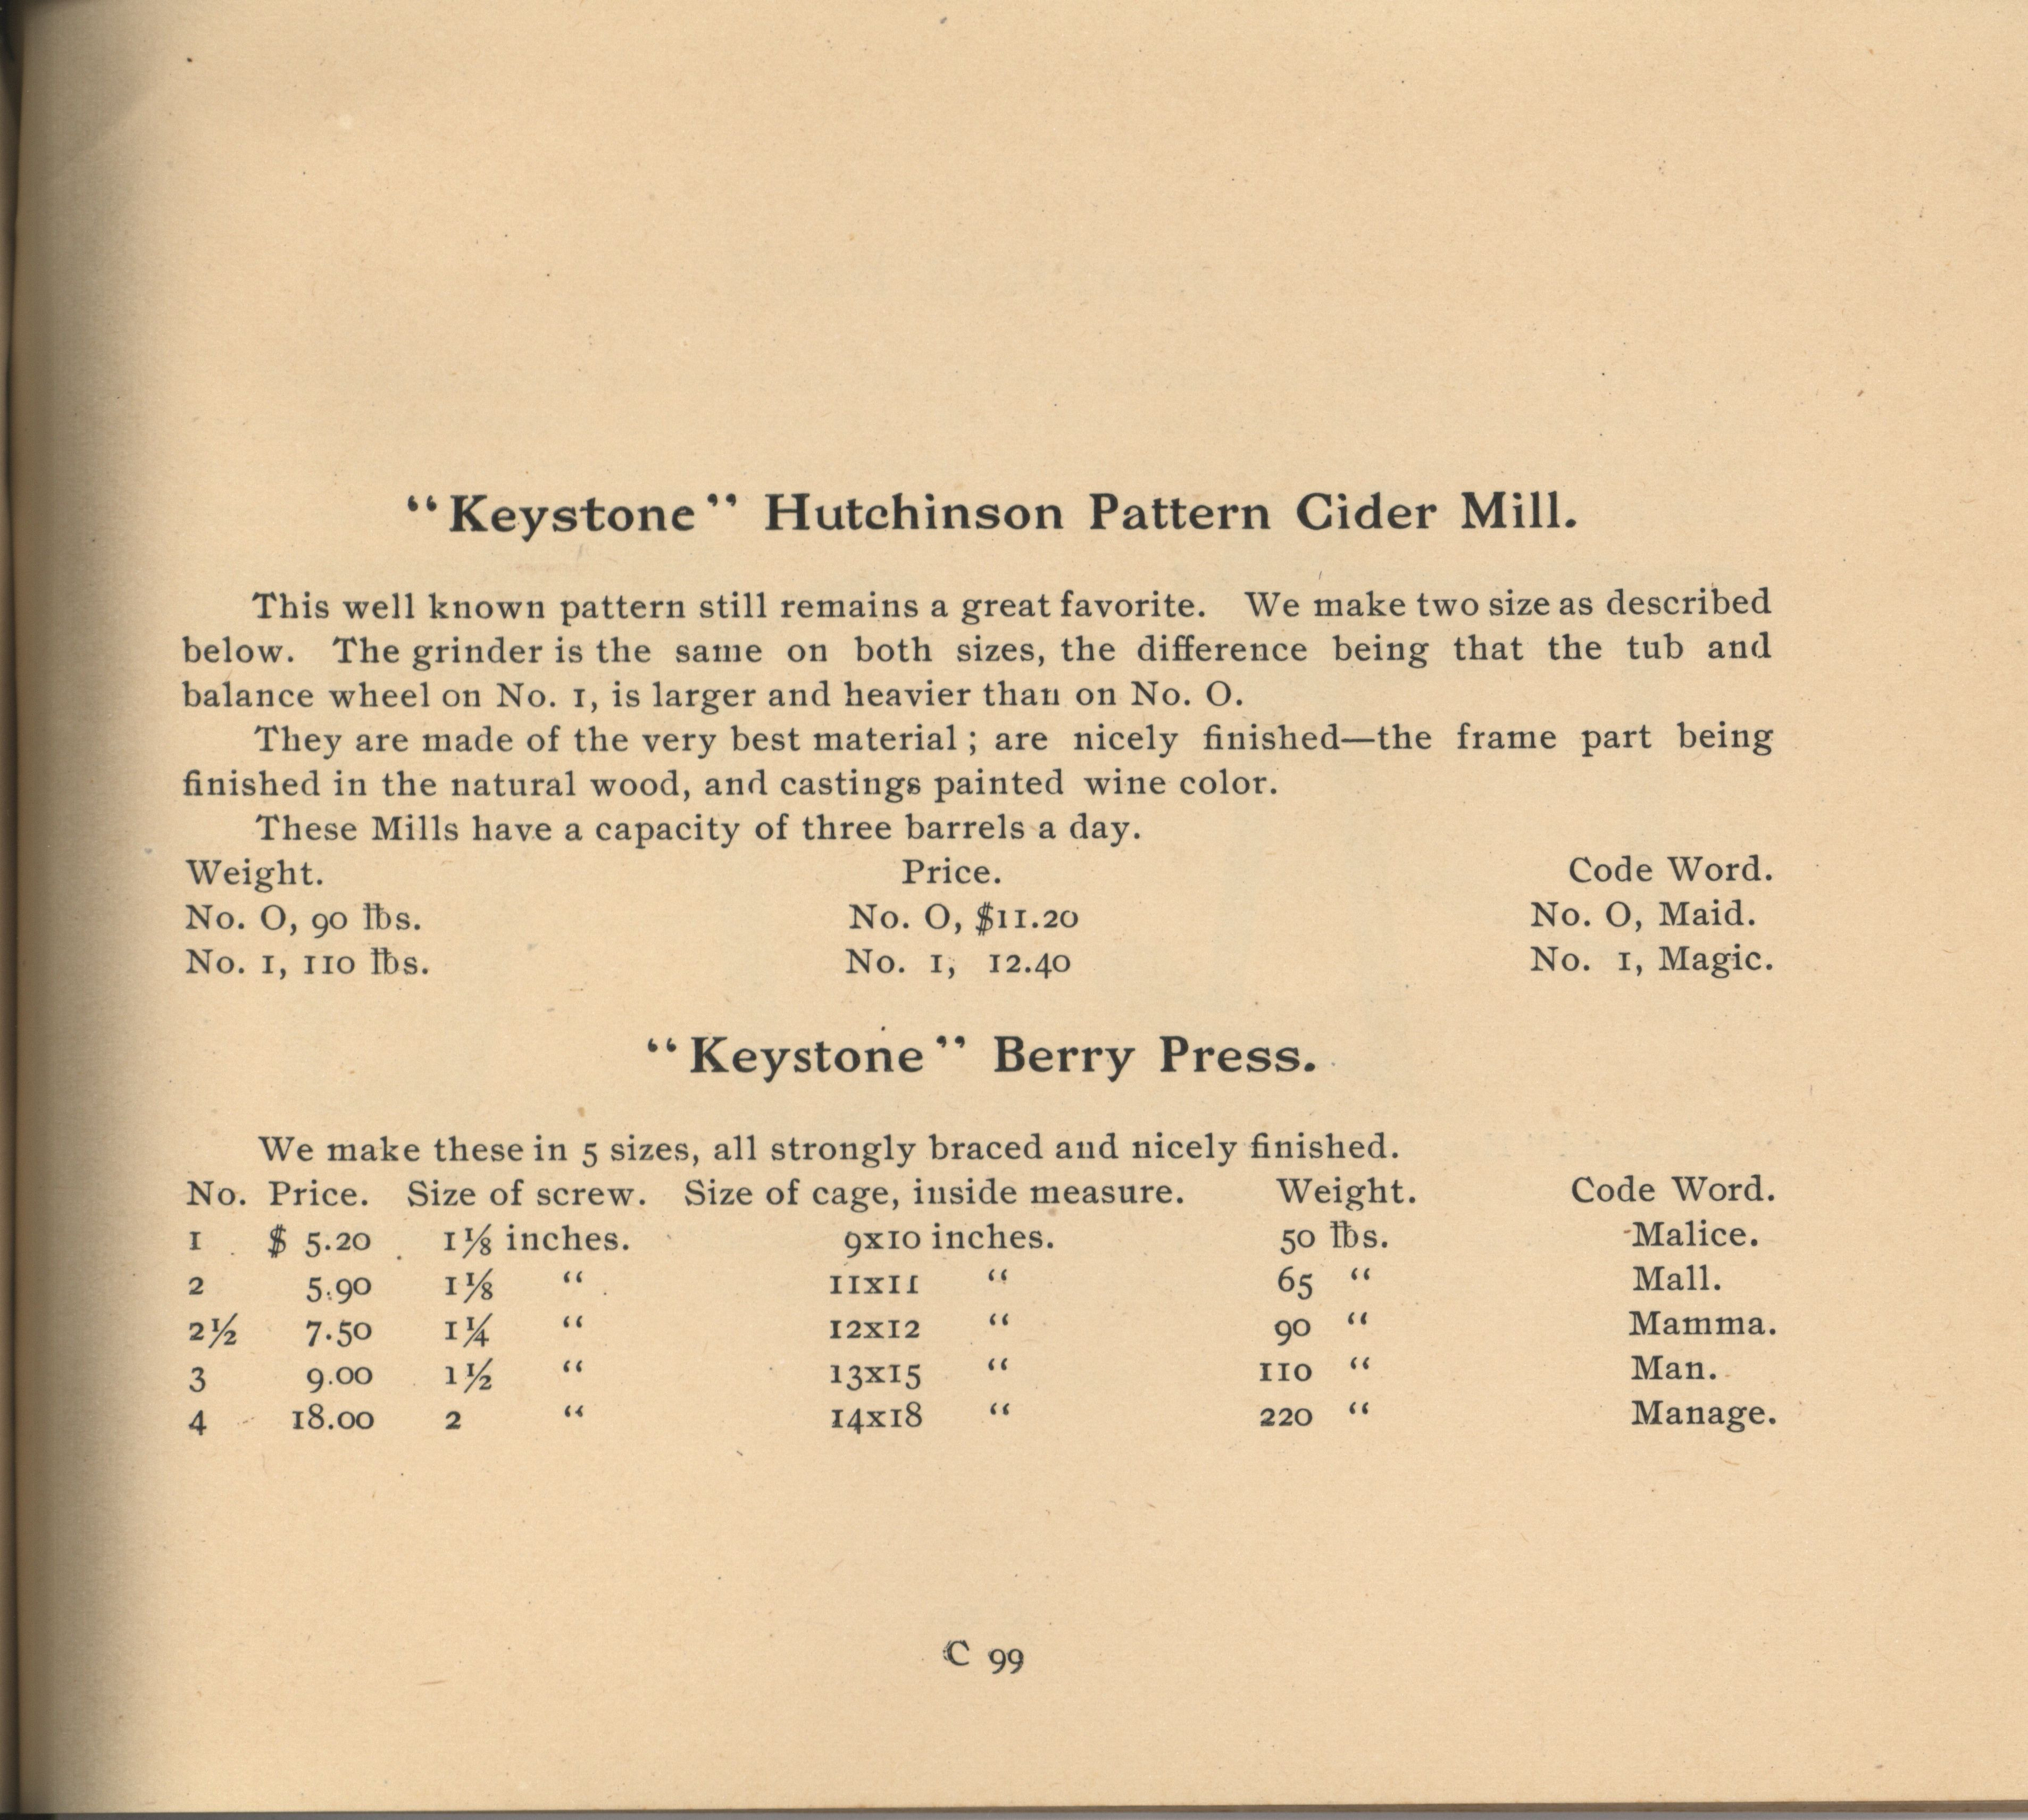 “Keystone” Hutchinson Pattern Cider Mill.
This well known pattern still remains a great favorite. We make two size as described
below. The grinder is the same on both sizes, the difference being that the tub and
balance wheel on No. 1, is larger and heavier than on No. O.
They are made of the very best material ; are nicely finished—the frame part being
finished in the natural wood, and castings painted wine color.
These Mills have a capacity of three barrels a day.
Weight. Price. Code Word.
No. O, 90 lbs. No. O, $11.20 No. O, Maid.
No. 1, 110 lbs. No. 1, 12.40 No. 1, Magic.
“Keystone” Berry Press.
We make these in 5 sizes, all strongly braced and nicely finished.
No. Price. Size of screw. Size of cage, inside measure. Weight. Code Word.
1 $ 5.20 1⅛ inches. 9x10 inches. 50 lbs. Malice.
2 5.90 1⅛ “ 11x11 “ 65 “ Mall.
2½ 7.50 1¼ “ 12x12 “ 90 “ Mamma.
3 9.00 1½ “ 13x15 “ 110 “ Man.
4 18.00 2 “ 14x18 “ 220 “ Manage.
C 99